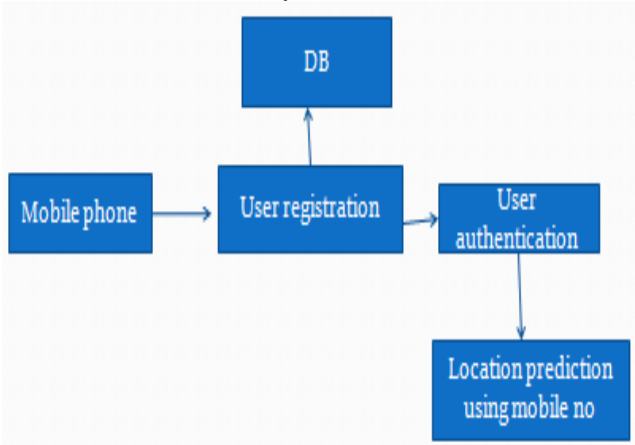 DB
Mobile phone
User registration
User
authentication
Location prediction
using mobile no